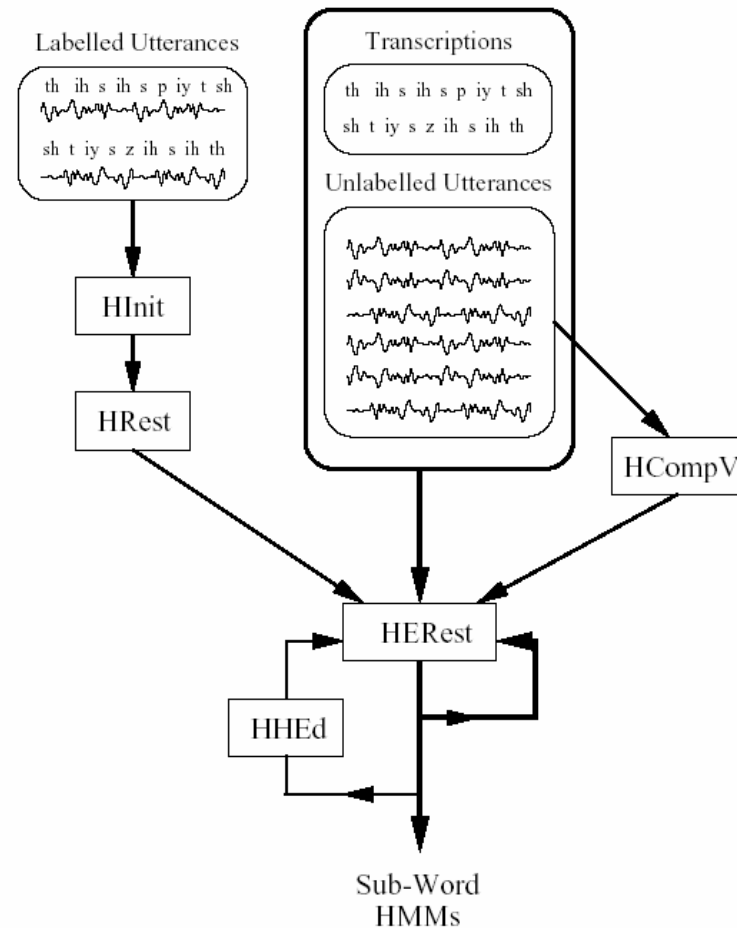 Labelled Utterances
th ih s ih s p iy t sh
sh t iy s z ih s ih th
Transcriptions
th ih s ih s p iy t sh
sh t iy s z ih s ih th
Unlabelled Utterances
HInit
HRest
HCompV
HERest
HHEd
Sub-Word
HMMs